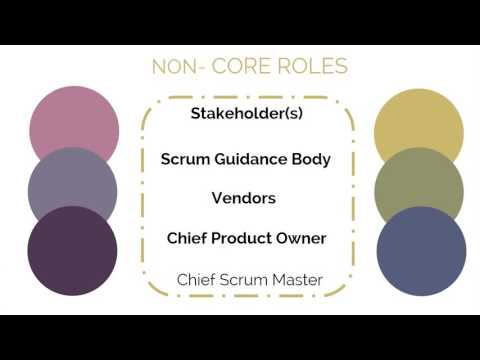 NON- CORE ROLES
Stakeholder(s)
Scrum Guidance Body
Vendors
Chief Product Owner
Chief Scrum Master